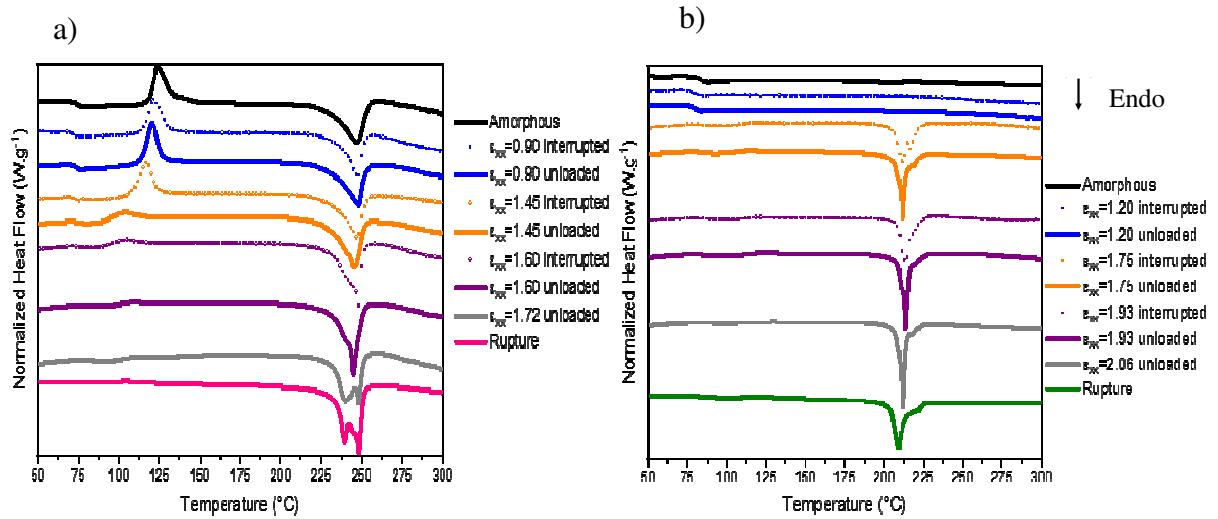 a)
b)
Normalized Heat Flow (W.g⁻¹)
50 75 100 125 150 175 200 225 250 275 300
Temperature (°C)
Amorphous
εxx=0.90 interrupted
εxx=0.90 unloaded
εxx=1.45 interrupted
εxx=1.45 unloaded
εxx=1.60 interrupted
εxx=1.60 unloaded
εxx=1.72 unloaded
Rupture
Normalized Heat Flow (W.g⁻¹)
50 75 100 125 150 175 200 225 250 275 300
Temperature (°C)
Endo
Amorphous
εxx=1.20 interrupted
εxx=1.20 unloaded
εxx=1.75 interrupted
εxx=1.75 unloaded
εxx=1.93 interrupted
εxx=1.93 unloaded
εxx=2.06 unloaded
Rupture